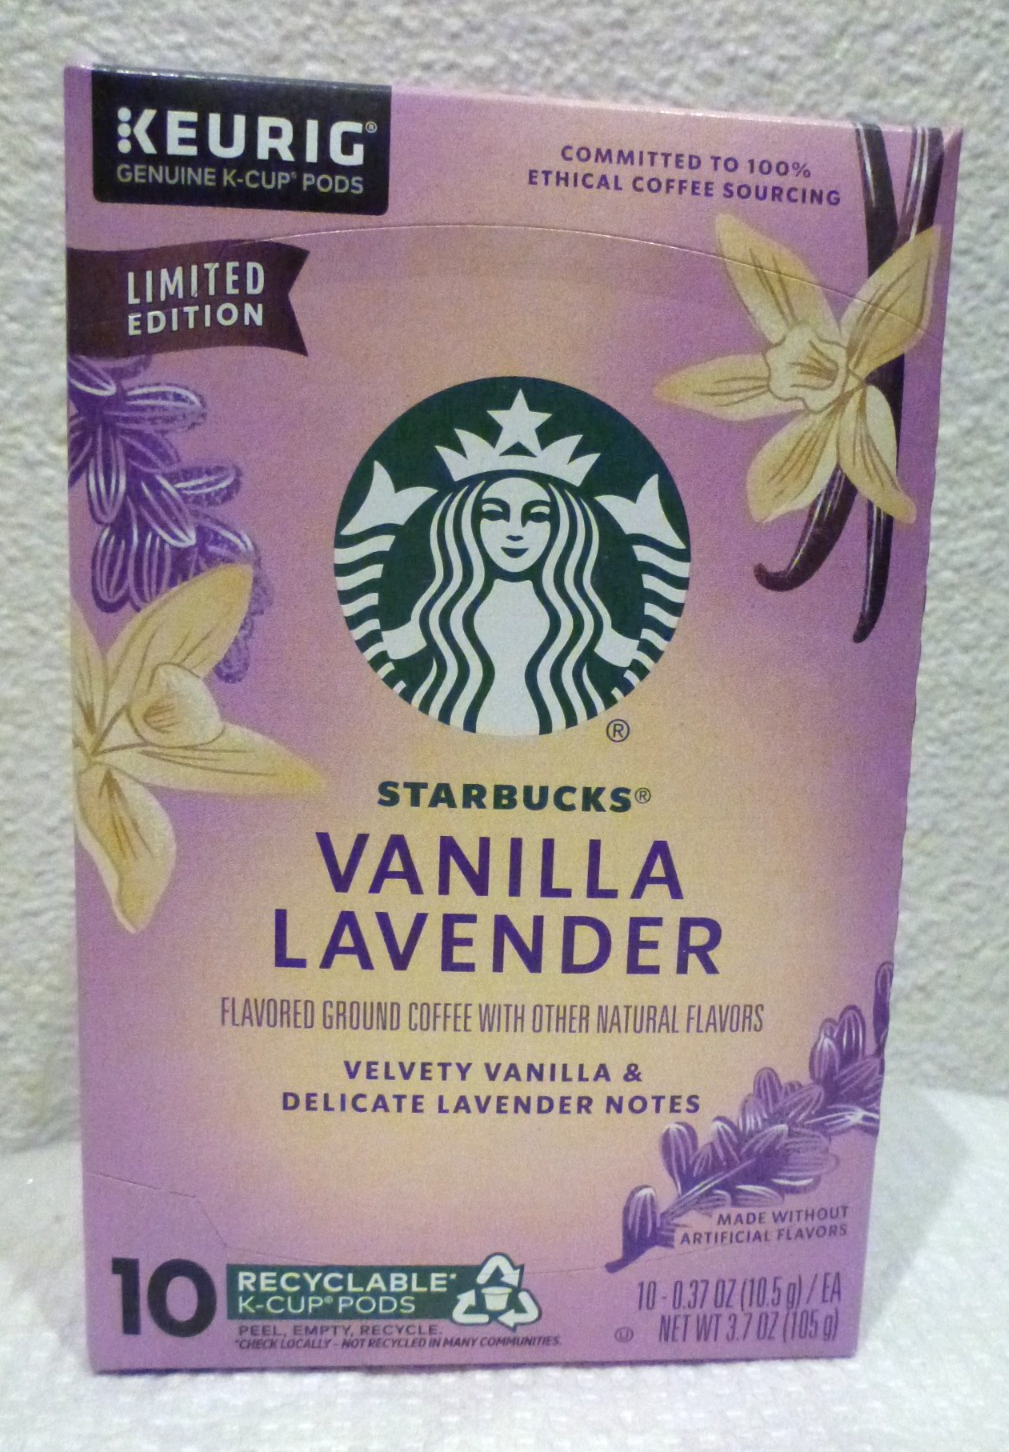 KEURIG®
GENUINE K-CUP® PODS
COMMITTED TO 100%
ETHICAL COFFEE SOURCING
LIMITED
EDITION
®
STARBUCKS®
VANILLA
LAVENDER
FLAVORED GROUND COFFEE WITH OTHER NATURAL FLAVORS
VELVETY VANILLA &
DELICATE LAVENDER NOTES
MADE WITHOUT
ARTIFICIAL FLAVORS
10
RECYCLABLE*
K-CUP® PODS
PEEL, EMPTY, RECYCLE.
*CHECK LOCALLY - NOT RECYCLED IN MANY COMMUNITIES.
10 - 0.37 OZ (10.5 g) / EA
U NET WT 3.7 OZ (105 g)